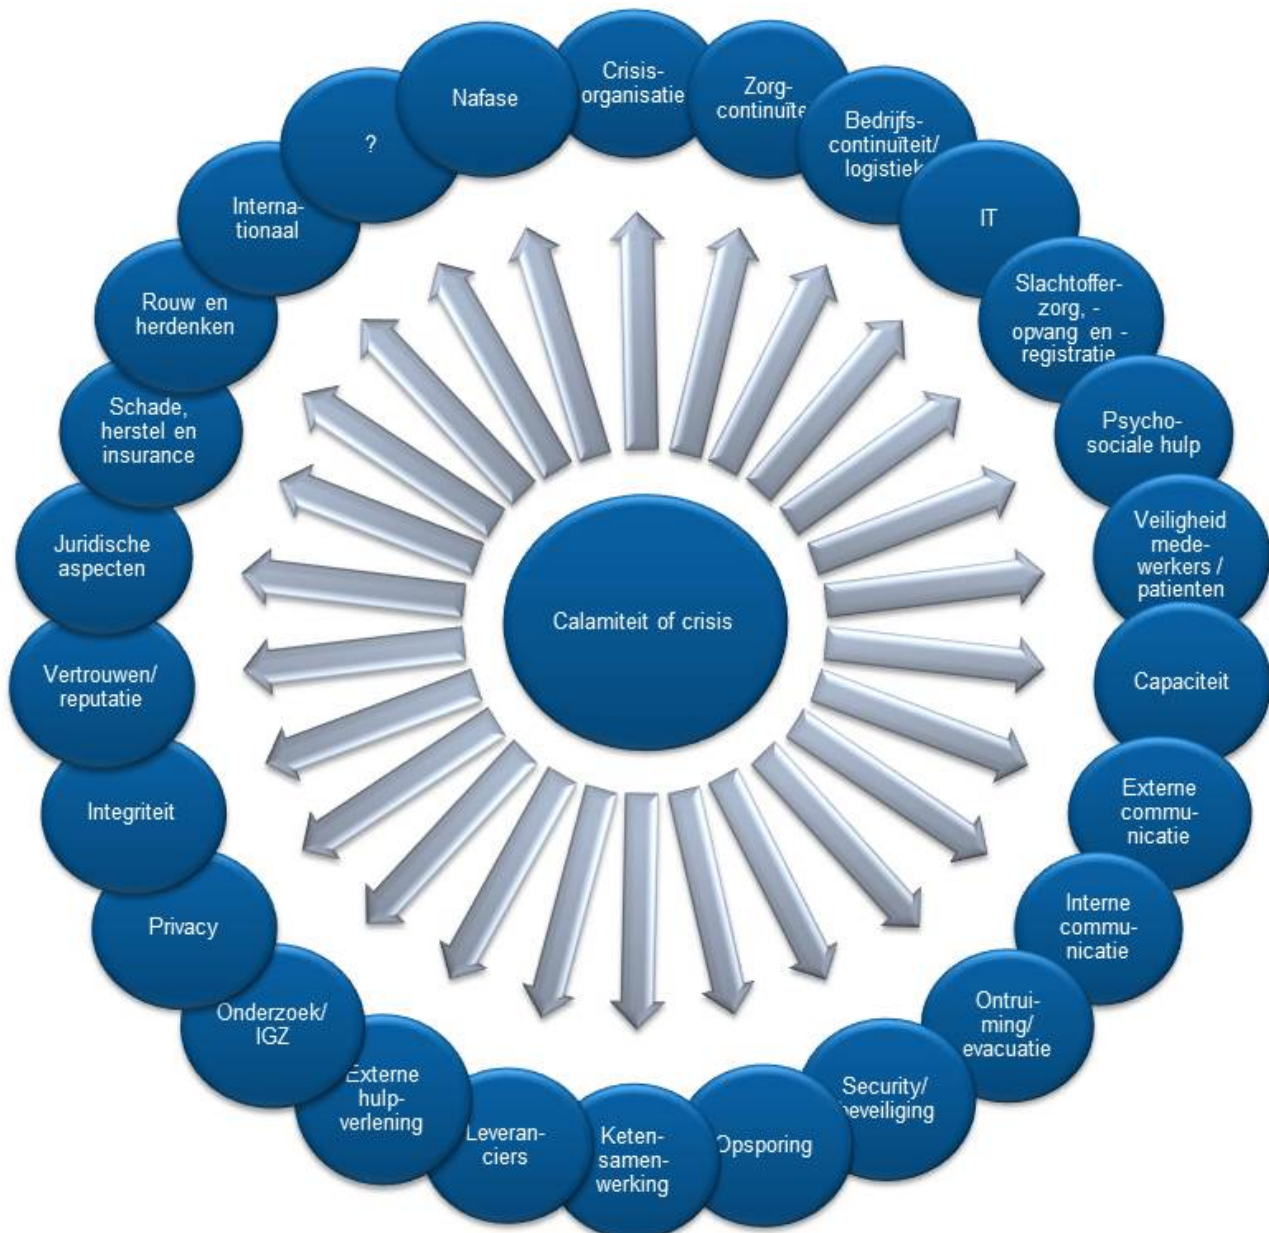 Crisis-
organisatie
Zorg-
continuïte
Bedrijfs-
continuïteit/
logistiek
IT
Slachtoffer-
zorg, -
opvang en -
registratie
Psycho-
sociale hulp
Veiligheid
mede-
werkers /
patienten
Capaciteit
Externe
commu-
nicatie
Interne
commu-
nicatie
Ontrui-
ming/
evacuatie
Security/
beveiliging
Opsporing
Keten-
samen-
werking
Leveran-
ciers
Externe
hulp-
verlening
Onderzoek/
IGZ
Privacy
Integriteit
Vertrouwen/
reputatie
Juridische
aspecten
Schade,
herstel en
insurance
Rouw en
herdenken
Interna-
tionaal
?
Nafase
Calamiteit of crisis